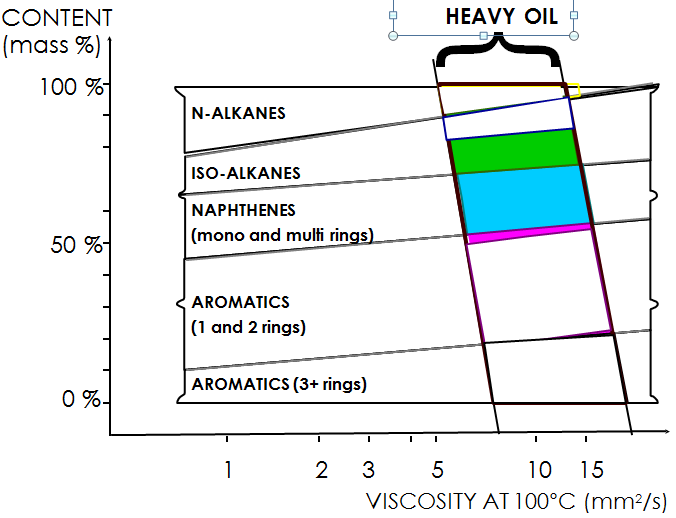 CONTENT
(mass %)
HEAVY OIL
100 %
N-ALKANES
ISO-ALKANES
NAPHTHENES
(mono and multi rings)
50 %
AROMATICS
(1 and 2 rings)
AROMATICS (3+ rings)
0 %
1 2 3 5 10 15
VISCOSITY AT 100°C (mm²/s)